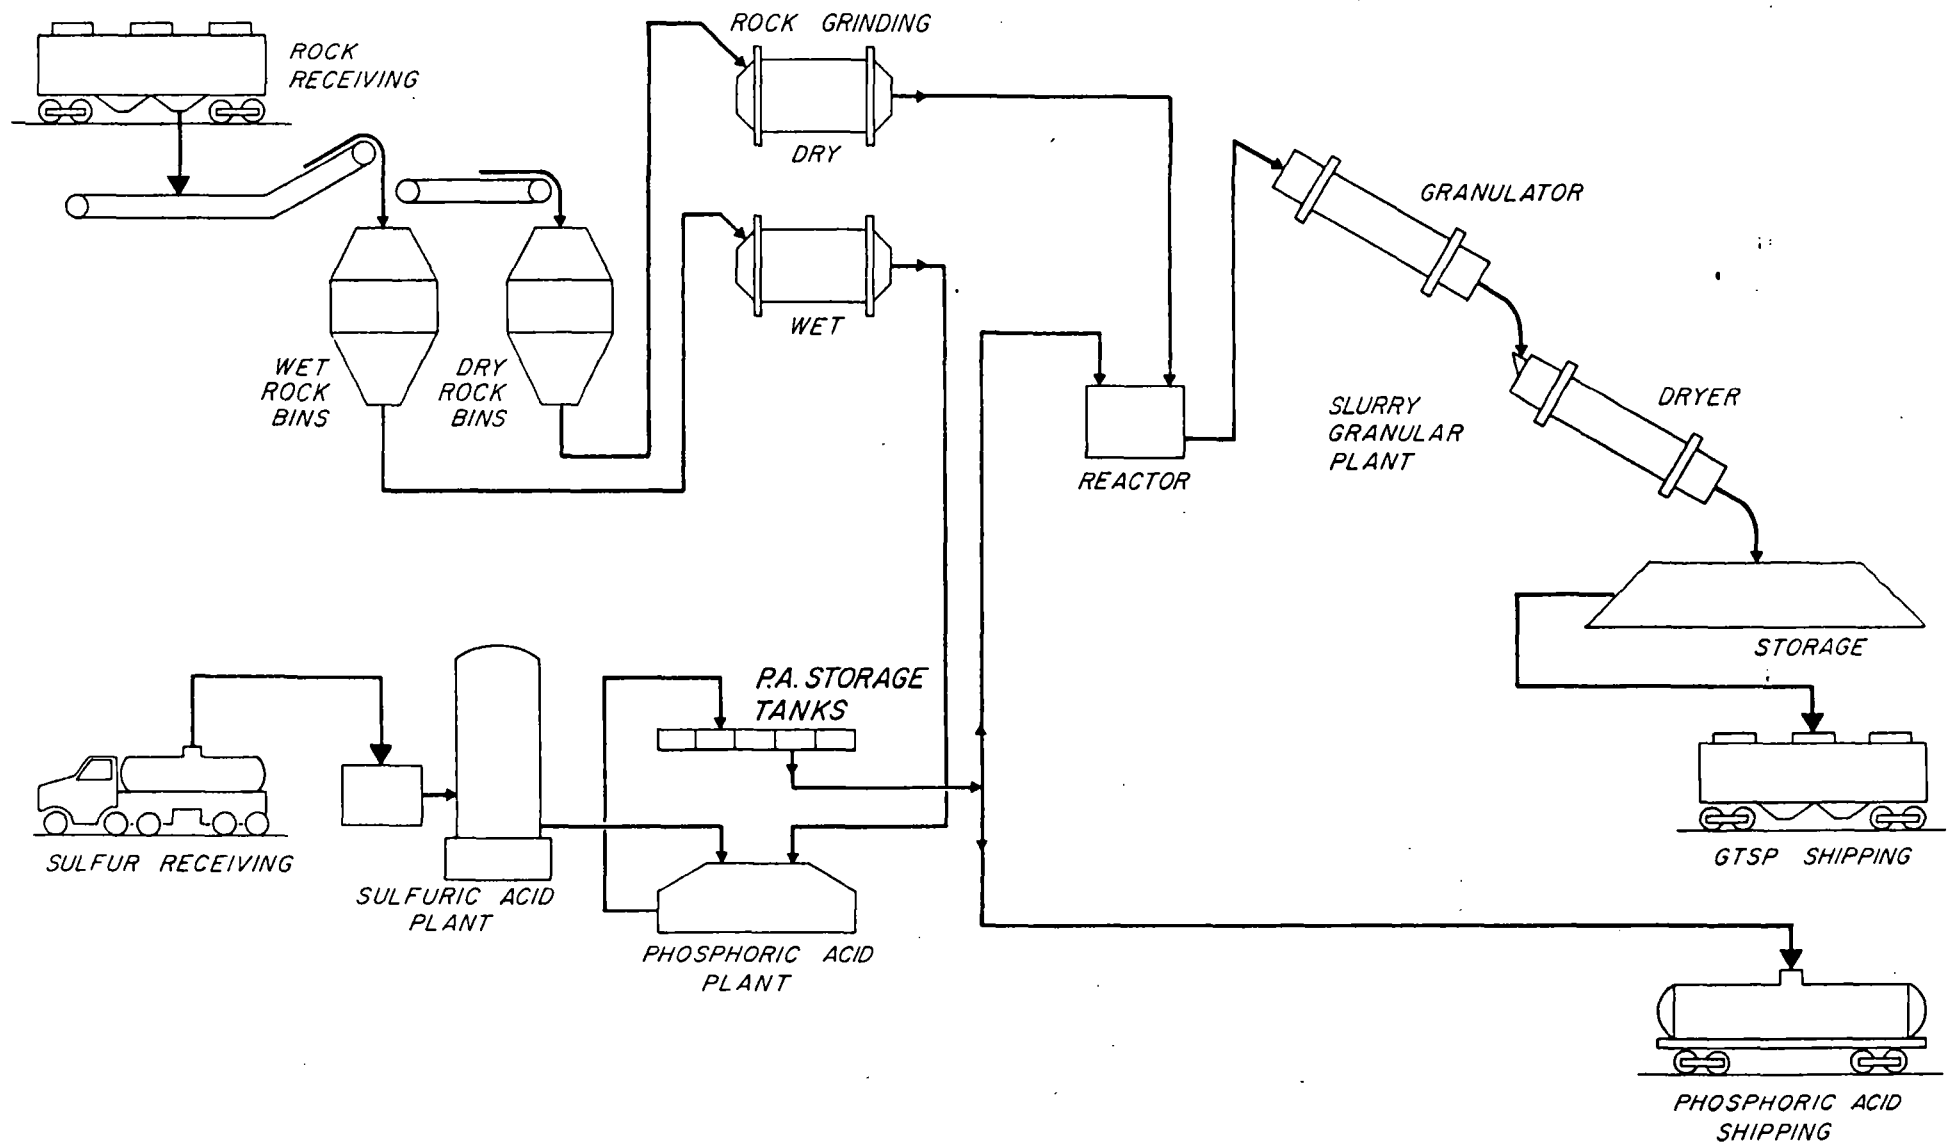 ROCK GRINDING
ROCK
RECEIVING
DRY
GRANULATOR
WET
WET
ROCK
BINS
DRY
ROCK
BINS
DRYER
SLURRY
GRANULAR
PLANT
REACTOR
STORAGE
P.A. STORAGE
TANKS
SULFUR RECEIVING
GTSP SHIPPING
SULFURIC ACID
PLANT
PHOSPHORIC ACID
PLANT
PHOSPHORIC ACID
SHIPPING